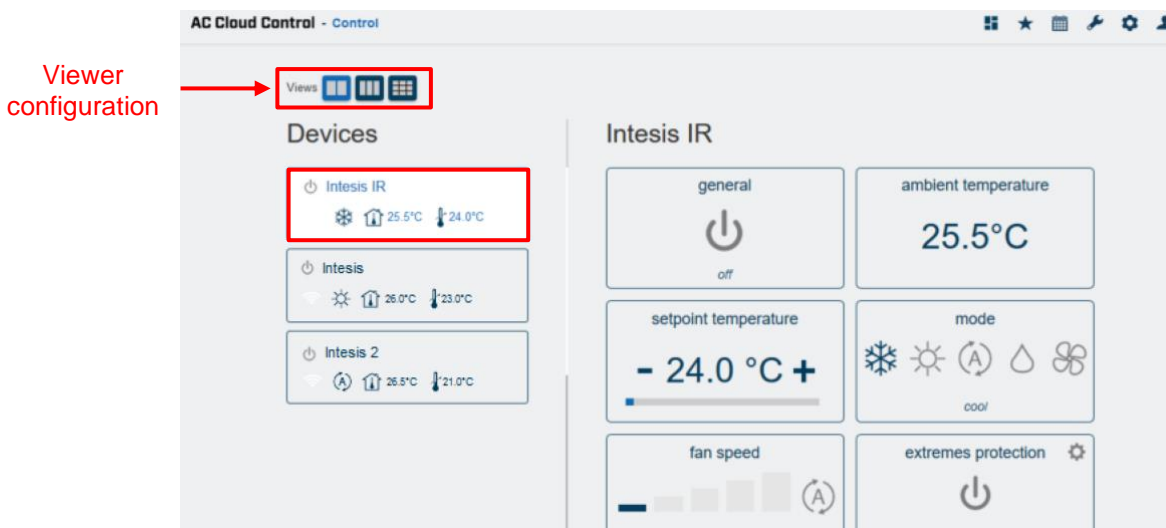 AC Cloud Control - Control
Viewer
configuration
Views
Devices
Intesis IR
25.5°C 24.0°C
Intesis
26.0°C 23.0°C
Intesis 2
A 26.5°C 21.0°C
Intesis IR
general
off
ambient temperature
25.5°C
setpoint temperature
- 24.0 °C +
mode
A
cool
fan speed
A
extremes protection